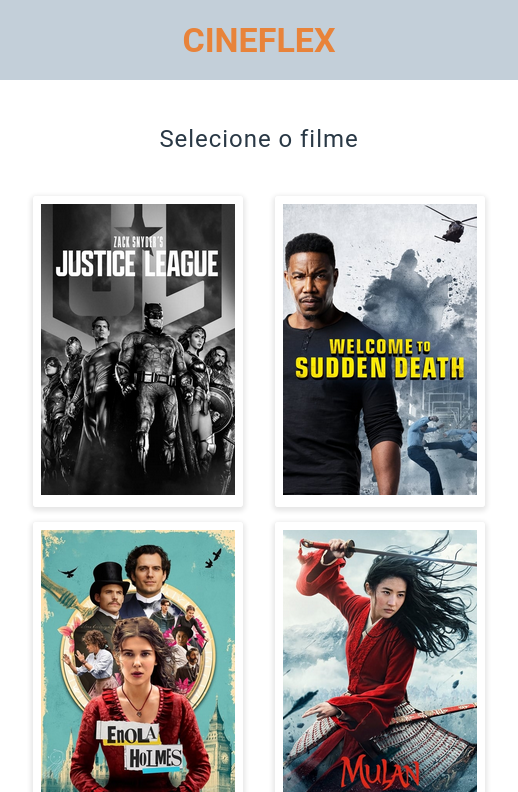 CINEFLEX
Selecione o filme
ZACK SNYDER'S
JUSTICE LEAGUE
WELCOME TO
SUDDEN DEATH
ENOLA
HOLMES
MULAN